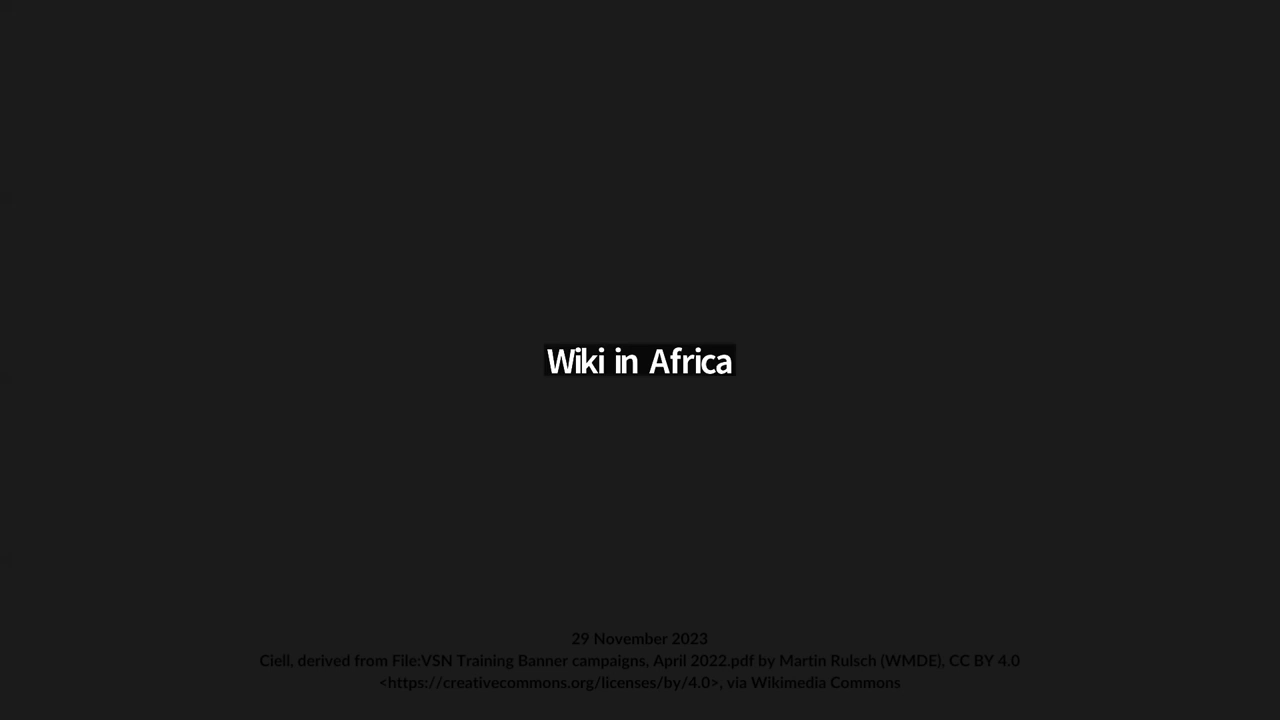 Wiki in Africa
29 November 2023
Ciell, derived from File:VSN Training Banner campaigns, April 2022.pdf by Martin Rulsch (WMDE), CC BY 4.0
<https://creativecommons.org/licenses/by/4.0>, via Wikimedia Commons